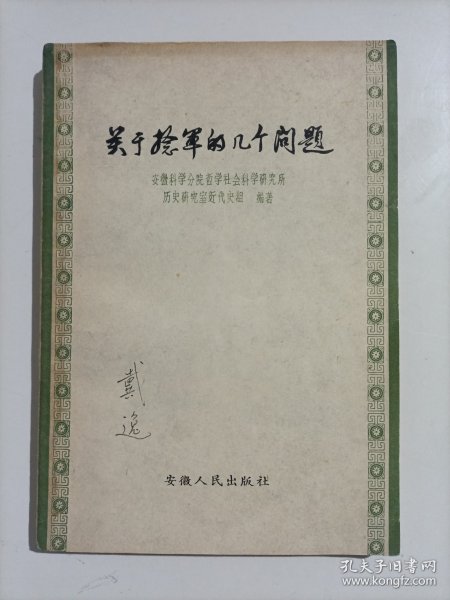 关于捻军的几个问题
安徽科学分院哲学社会科学研究所
历史研究室近代史组 编著
戴逸
安徽人民出版社
孔夫子旧书网
www.kongfz.com